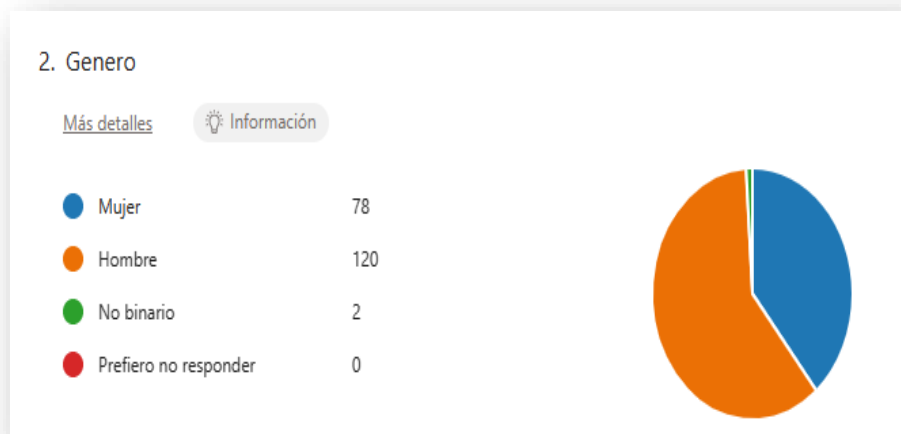 2. Genero
Más detalles Información
Mujer 78
Hombre 120
No binario 2
Prefiero no responder 0